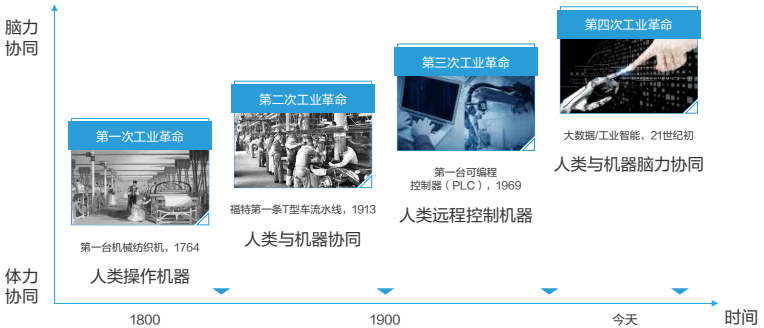 脑力
协同
第四次工业革命
大数据/工业智能，21世纪初
人类与机器脑力协同
第三次工业革命
第一台可编程
控制器（PLC），1969
人类远程控制机器
第二次工业革命
福特第一条T型车流水线，1913
人类与机器协同
第一次工业革命
第一台机械纺织机，1764
人类操作机器
体力
协同
1800
1900
今天
时间